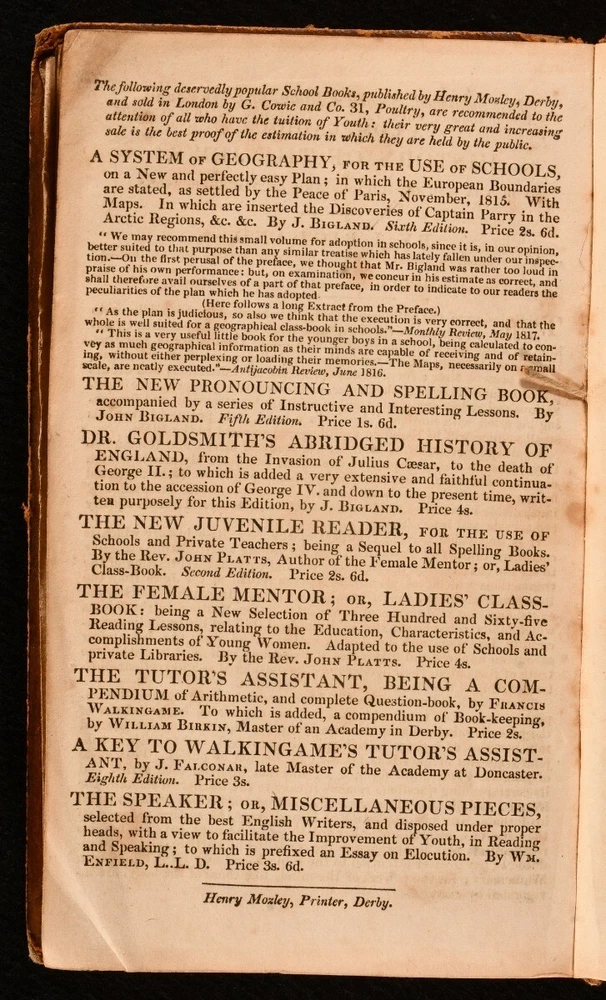 The following deservedly popular School Books, published by Henry Mozley, Derby,
and sold in London by G. Cowie and Co. 31, Poultry, are recommended to the
attention of all who have the tuition of Youth: their very great and increasing
sale is the best proof of the estimation in which they are held by the public.
A SYSTEM OF GEOGRAPHY, FOR THE USE OF SCHOOLS,
on a New and perfectly easy Plan; in which the European Boundaries
are stated, as settled by the Peace of Paris, November, 1815. With
Maps. In which are inserted the Discoveries of Captain Parry in the
Arctic Regions, &c. &c. By J. BIGLAND. Sixth Edition. Price 2s. 6d.
"We may recommend this small volume for adoption in schools, since it is, in our opinion,
better suited to that purpose than any similar treatise which has lately fallen under our inspec-
tion.—On the first perusal of the preface, we thought that Mr. Bigland was rather too loud in
praise of his own performance: but, on examination, we concur in his estimate as correct, and
shall therefore avail ourselves of a part of that preface, in order to indicate to our readers the
peculiarities of the plan which he has adopted.
(Here follows a long Extract from the Preface.)
"As the plan is judicious, so also we think that the execution is very correct, and that the
whole is well suited for a geographical class-book in schools."—Monthly Review, May 1817.
"This is a very useful little book for the younger boys in a school, being calculated to con-
vey as much geographical information as their minds are capable of receiving and of retain-
ing, without either perplexing or loading their memories.—The Maps, necessarily on small
scale, are neatly executed."—Antijacobin Review, June 1816.
THE NEW PRONOUNCING AND SPELLING BOOK,
accompanied by a series of Instructive and Interesting Lessons. By
JOHN BIGLAND. Fifth Edition. Price 1s. 6d.
DR. GOLDSMITH'S ABRIDGED HISTORY OF
ENGLAND, from the Invasion of Julius Cæsar, to the death of
George II.; to which is added a very extensive and faithful continua-
tion to the accession of George IV. and down to the present time, writ-
ten purposely for this Edition, by J. BIGLAND. Price 4s.
THE NEW JUVENILE READER, FOR THE USE OF
Schools and Private Teachers; being a Sequel to all Spelling Books.
By the Rev. JOHN PLATTS, Author of the Female Mentor; or, Ladies'
Class-Book. Second Edition. Price 2s. 6d.
THE FEMALE MENTOR; OR, LADIES' CLASS-
BOOK: being a New Selection of Three Hundred and Sixty-five
Reading Lessons, relating to the Education, Characteristics, and Ac-
complishments of Young Women. Adapted to the use of Schools and
private Libraries. By the Rev. JOHN PLATTS. Price 4s.
THE TUTOR'S ASSISTANT, BEING A COM-
PENDIUM of Arithmetic, and complete Question-book, by FRANCIS
WALKINGAME. To which is added, a compendium of Book-keeping,
by WILLIAM BIRKIN, Master of an Academy in Derby. Price 2s.
A KEY TO WALKINGAME'S TUTOR'S ASSIST-
ANT, by J. FALCONAR, late Master of the Academy at Doncaster.
Eighth Edition. Price 3s.
THE SPEAKER; OR, MISCELLANEOUS PIECES,
selected from the best English Writers, and disposed under proper
heads, with a view to facilitate the Improvement of Youth, in Reading
and Speaking; to which is prefixed an Essay on Elocution. By WM.
ENFIELD, L.L. D. Price 3s. 6d.
Henry Mozley, Printer, Derby.